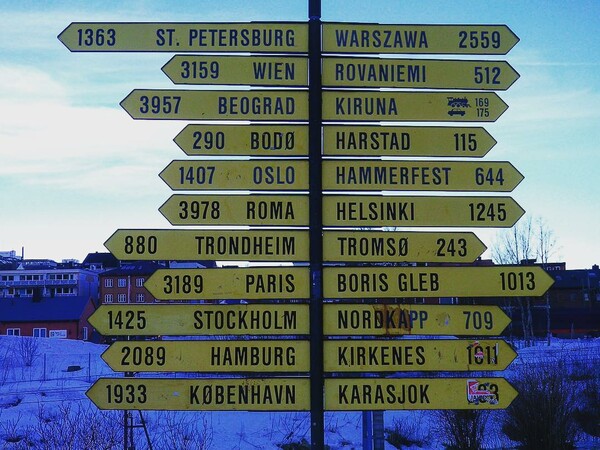 1363 ST. PETERSBURG
WARSZAWA 2559
3159 WIEN
ROVANIEMI 512
3957 BEOGRAD
KIRUNA 169
175
290 BODØ
HARSTAD 115
1407 OSLO
HAMMERFEST 644
3978 ROMA
HELSINKI 1245
880 TRONDHEIM
TROMSØ 243
3189 PARIS
BORIS GLEB 1013
1425 STOCKHOLM
NORDKAPP 709
2089 HAMBURG
KIRKENES
1933 KØBENHAVN
KARASJOK